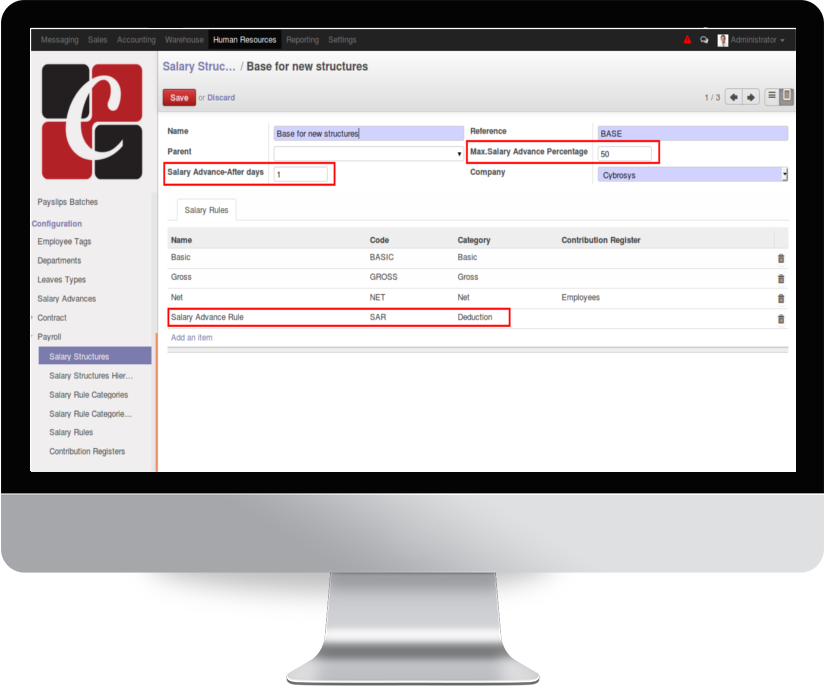 Messaging Sales Accounting Warehouse Human Resources Reporting Settings Administrator
Salary Struc... / Base for new structures
Save or Discard
1 / 3
Name Base for new structures Reference BASE
Parent Max.Salary Advance Percentage 50
Salary Advance-After days 1 Company Cybrosys
C
Payslips Batches
Configuration
Employee Tags
Departments
Leaves Types
Salary Advances
Contract
Payroll
Salary Structures
Salary Structures Hier...
Salary Rule Categories
Salary Rule Categorie...
Salary Rules
Contribution Registers
Salary Rules
Name Code Category Contribution Register
Basic BASIC Basic
Gross GROSS Gross
Net NET Net Employees
Salary Advance Rule SAR Deduction
Add an item